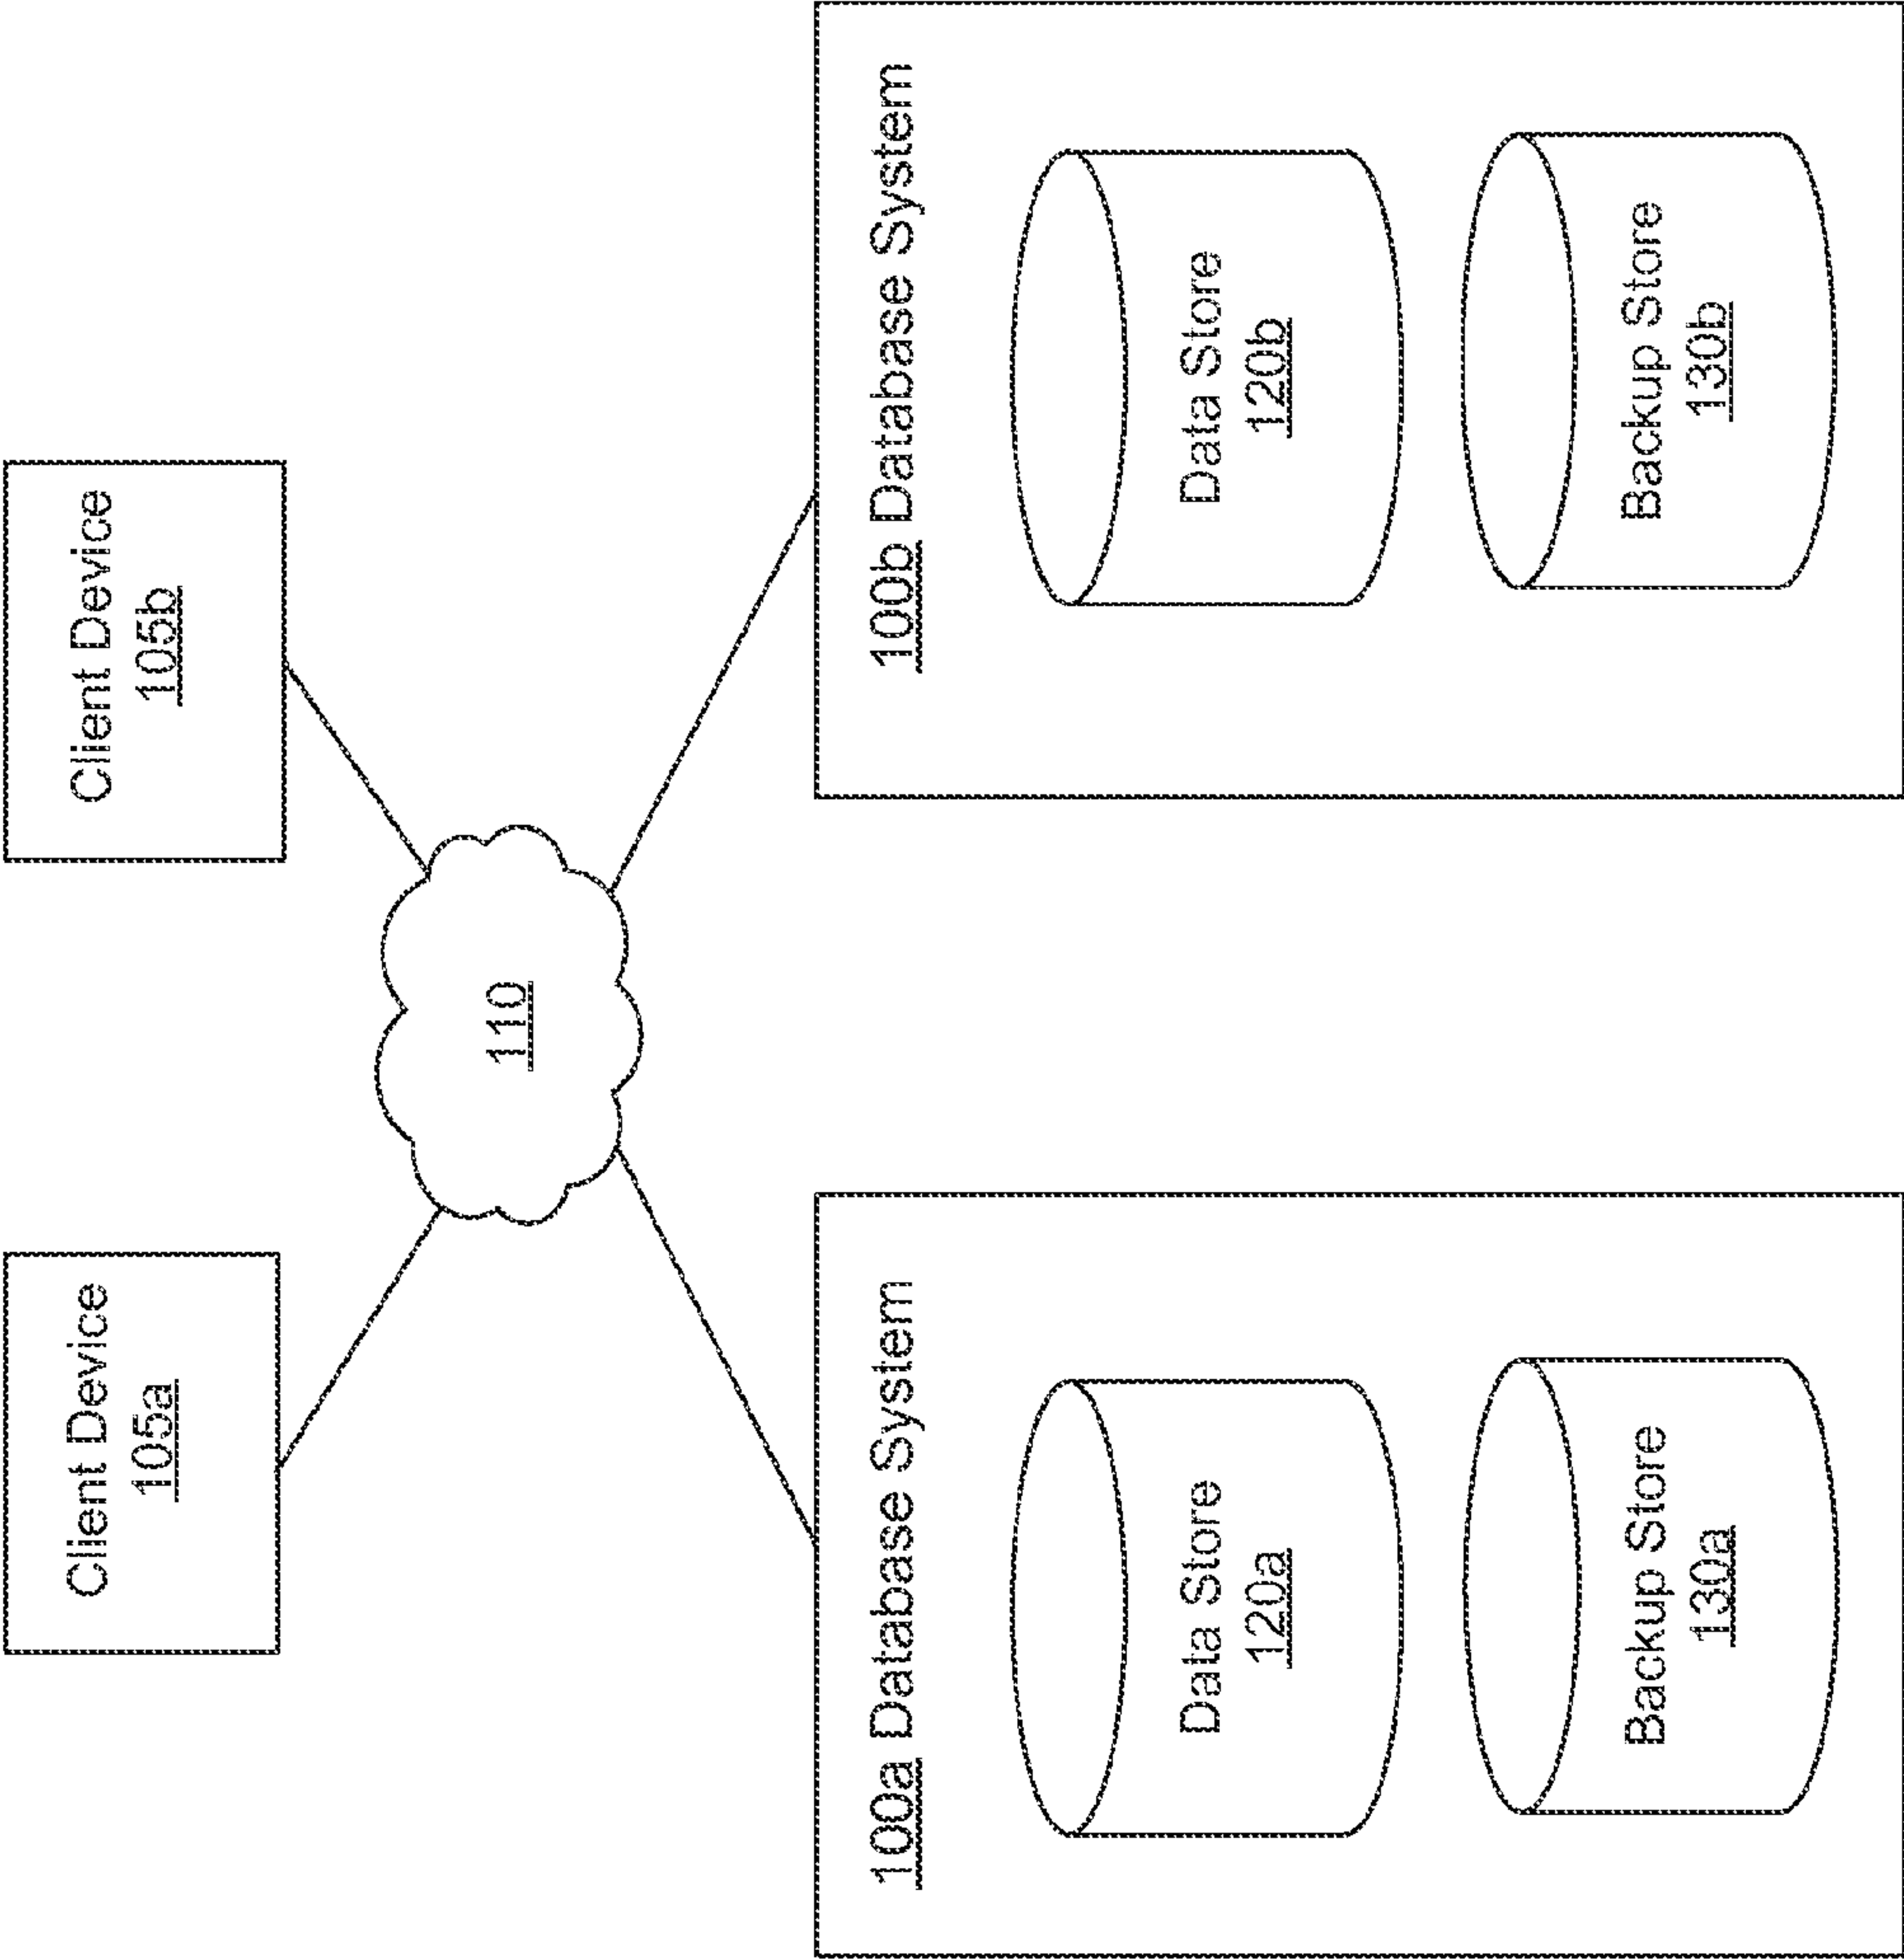 Client Device
105a
Client Device
105b
110
100a Database System
Data Store
120a
Backup Store
130a
100b Database System
Data Store
120b
Backup Store
130b